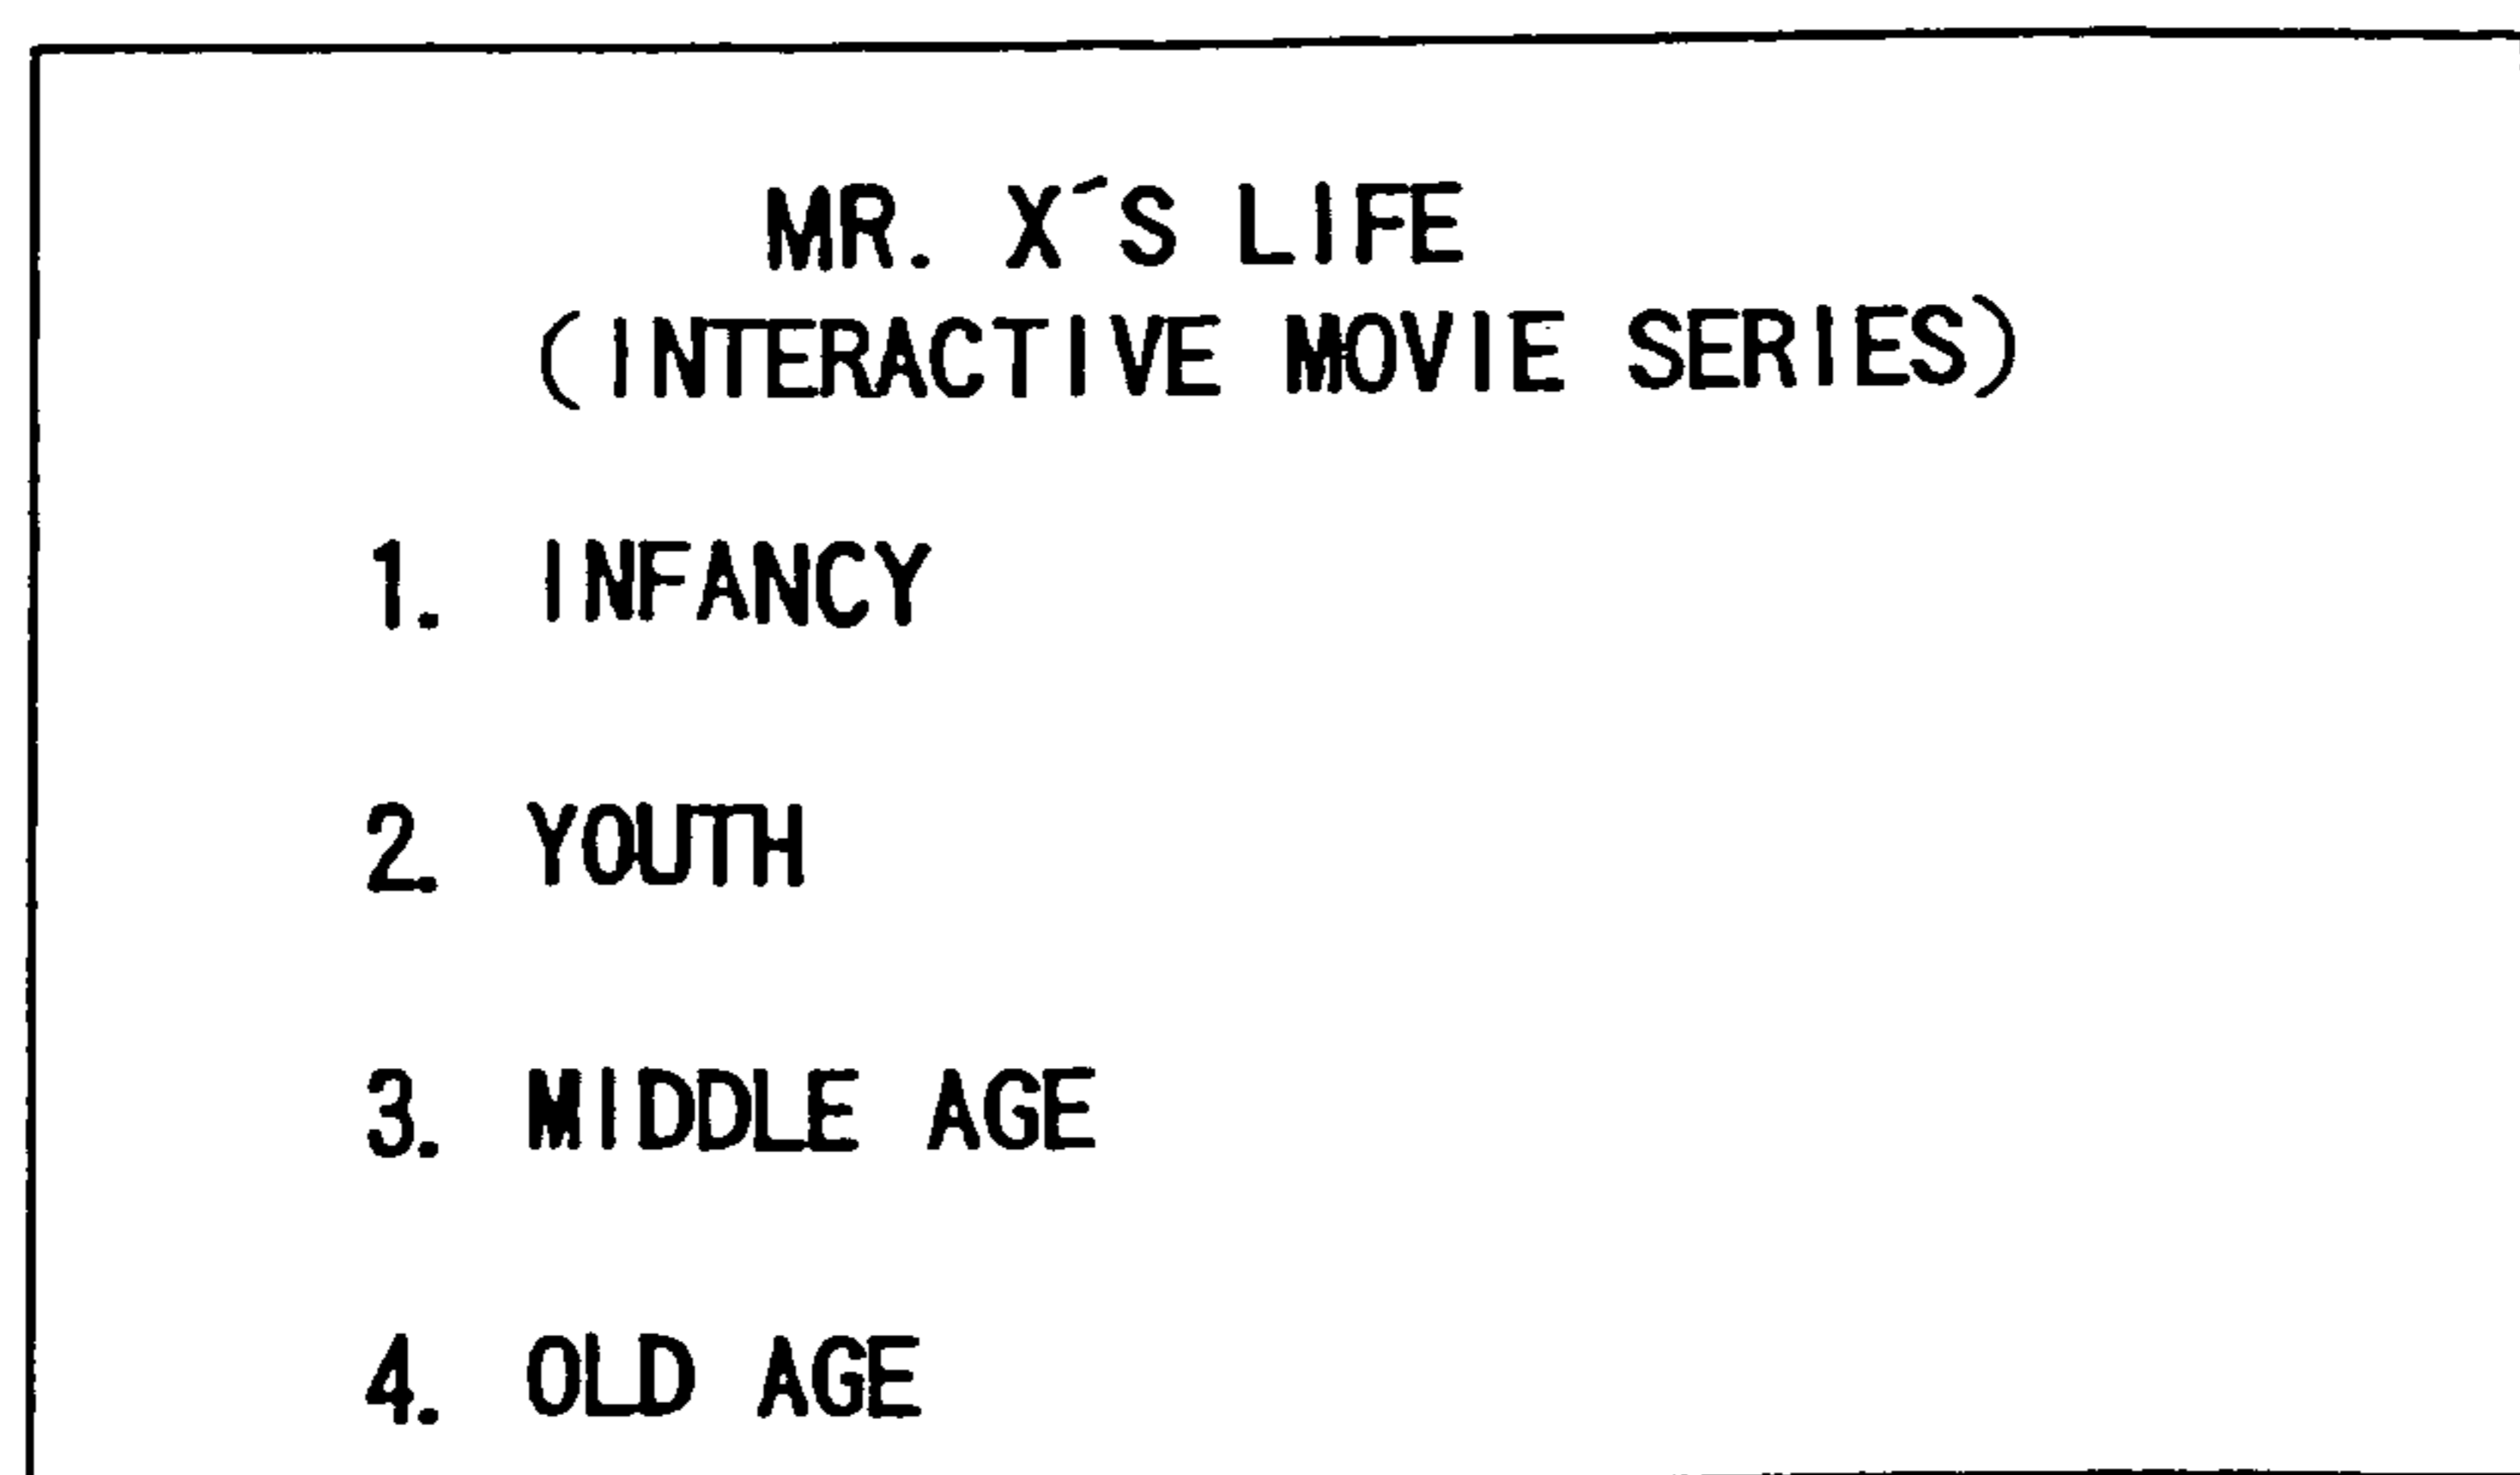 MR. X´S LIFE
(INTERACTIVE MOVIE SERIES)
1. INFANCY
2. YOUTH
3. MIDDLE AGE
4. OLD AGE